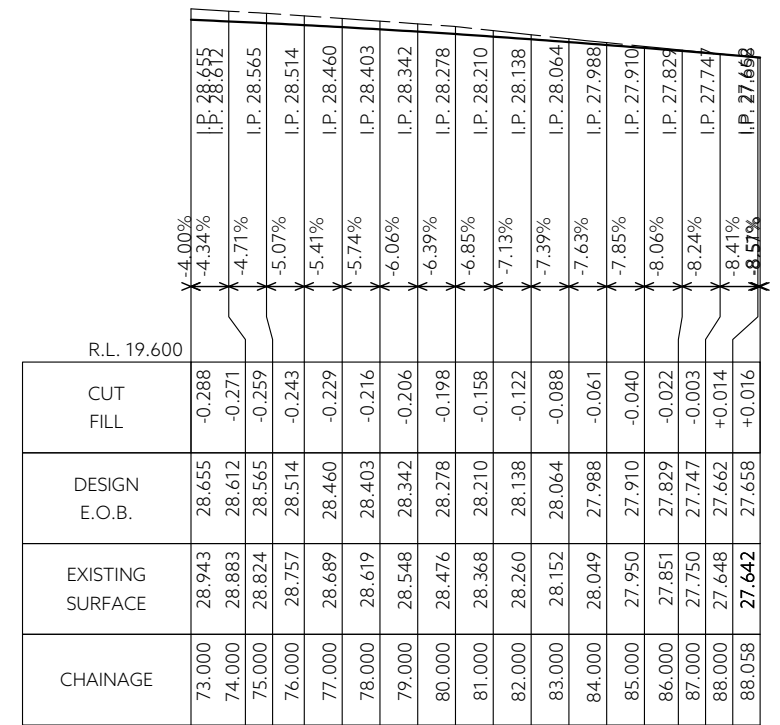 I.P. 28.655
I.P. 28.612
I.P. 28.565
I.P. 28.514
I.P. 28.460
I.P. 28.403
I.P. 28.342
I.P. 28.278
I.P. 28.210
I.P. 28.138
I.P. 28.064
I.P. 27.988
I.P. 27.910
I.P. 27.829
I.P. 27.747
-4.00%
-4.34%
-4.71%
-5.07%
-5.41%
-5.74%
-6.06%
-6.39%
-6.85%
-7.13%
-7.39%
-7.63%
-7.85%
-8.06%
-8.24%
-8.41%
R.L. 19.600
CUT
FILL
-0.288 -0.271 -0.259 -0.243 -0.229 -0.216 -0.206 -0.198 -0.158 -0.122 -0.088 -0.061 -0.040 -0.022 -0.003 +0.014 +0.016
DESIGN
E.O.B.
28.655 28.612 28.565 28.514 28.460 28.403 28.342 28.278 28.210 28.138 28.064 27.988 27.910 27.829 27.747 27.662 27.658
EXISTING
SURFACE
28.943 28.883 28.824 28.757 28.689 28.619 28.548 28.476 28.368 28.260 28.152 28.049 27.950 27.851 27.750 27.648 27.642
CHAINAGE
73.000 74.000 75.000 76.000 77.000 78.000 79.000 80.000 81.000 82.000 83.000 84.000 85.000 86.000 87.000 88.000 88.058